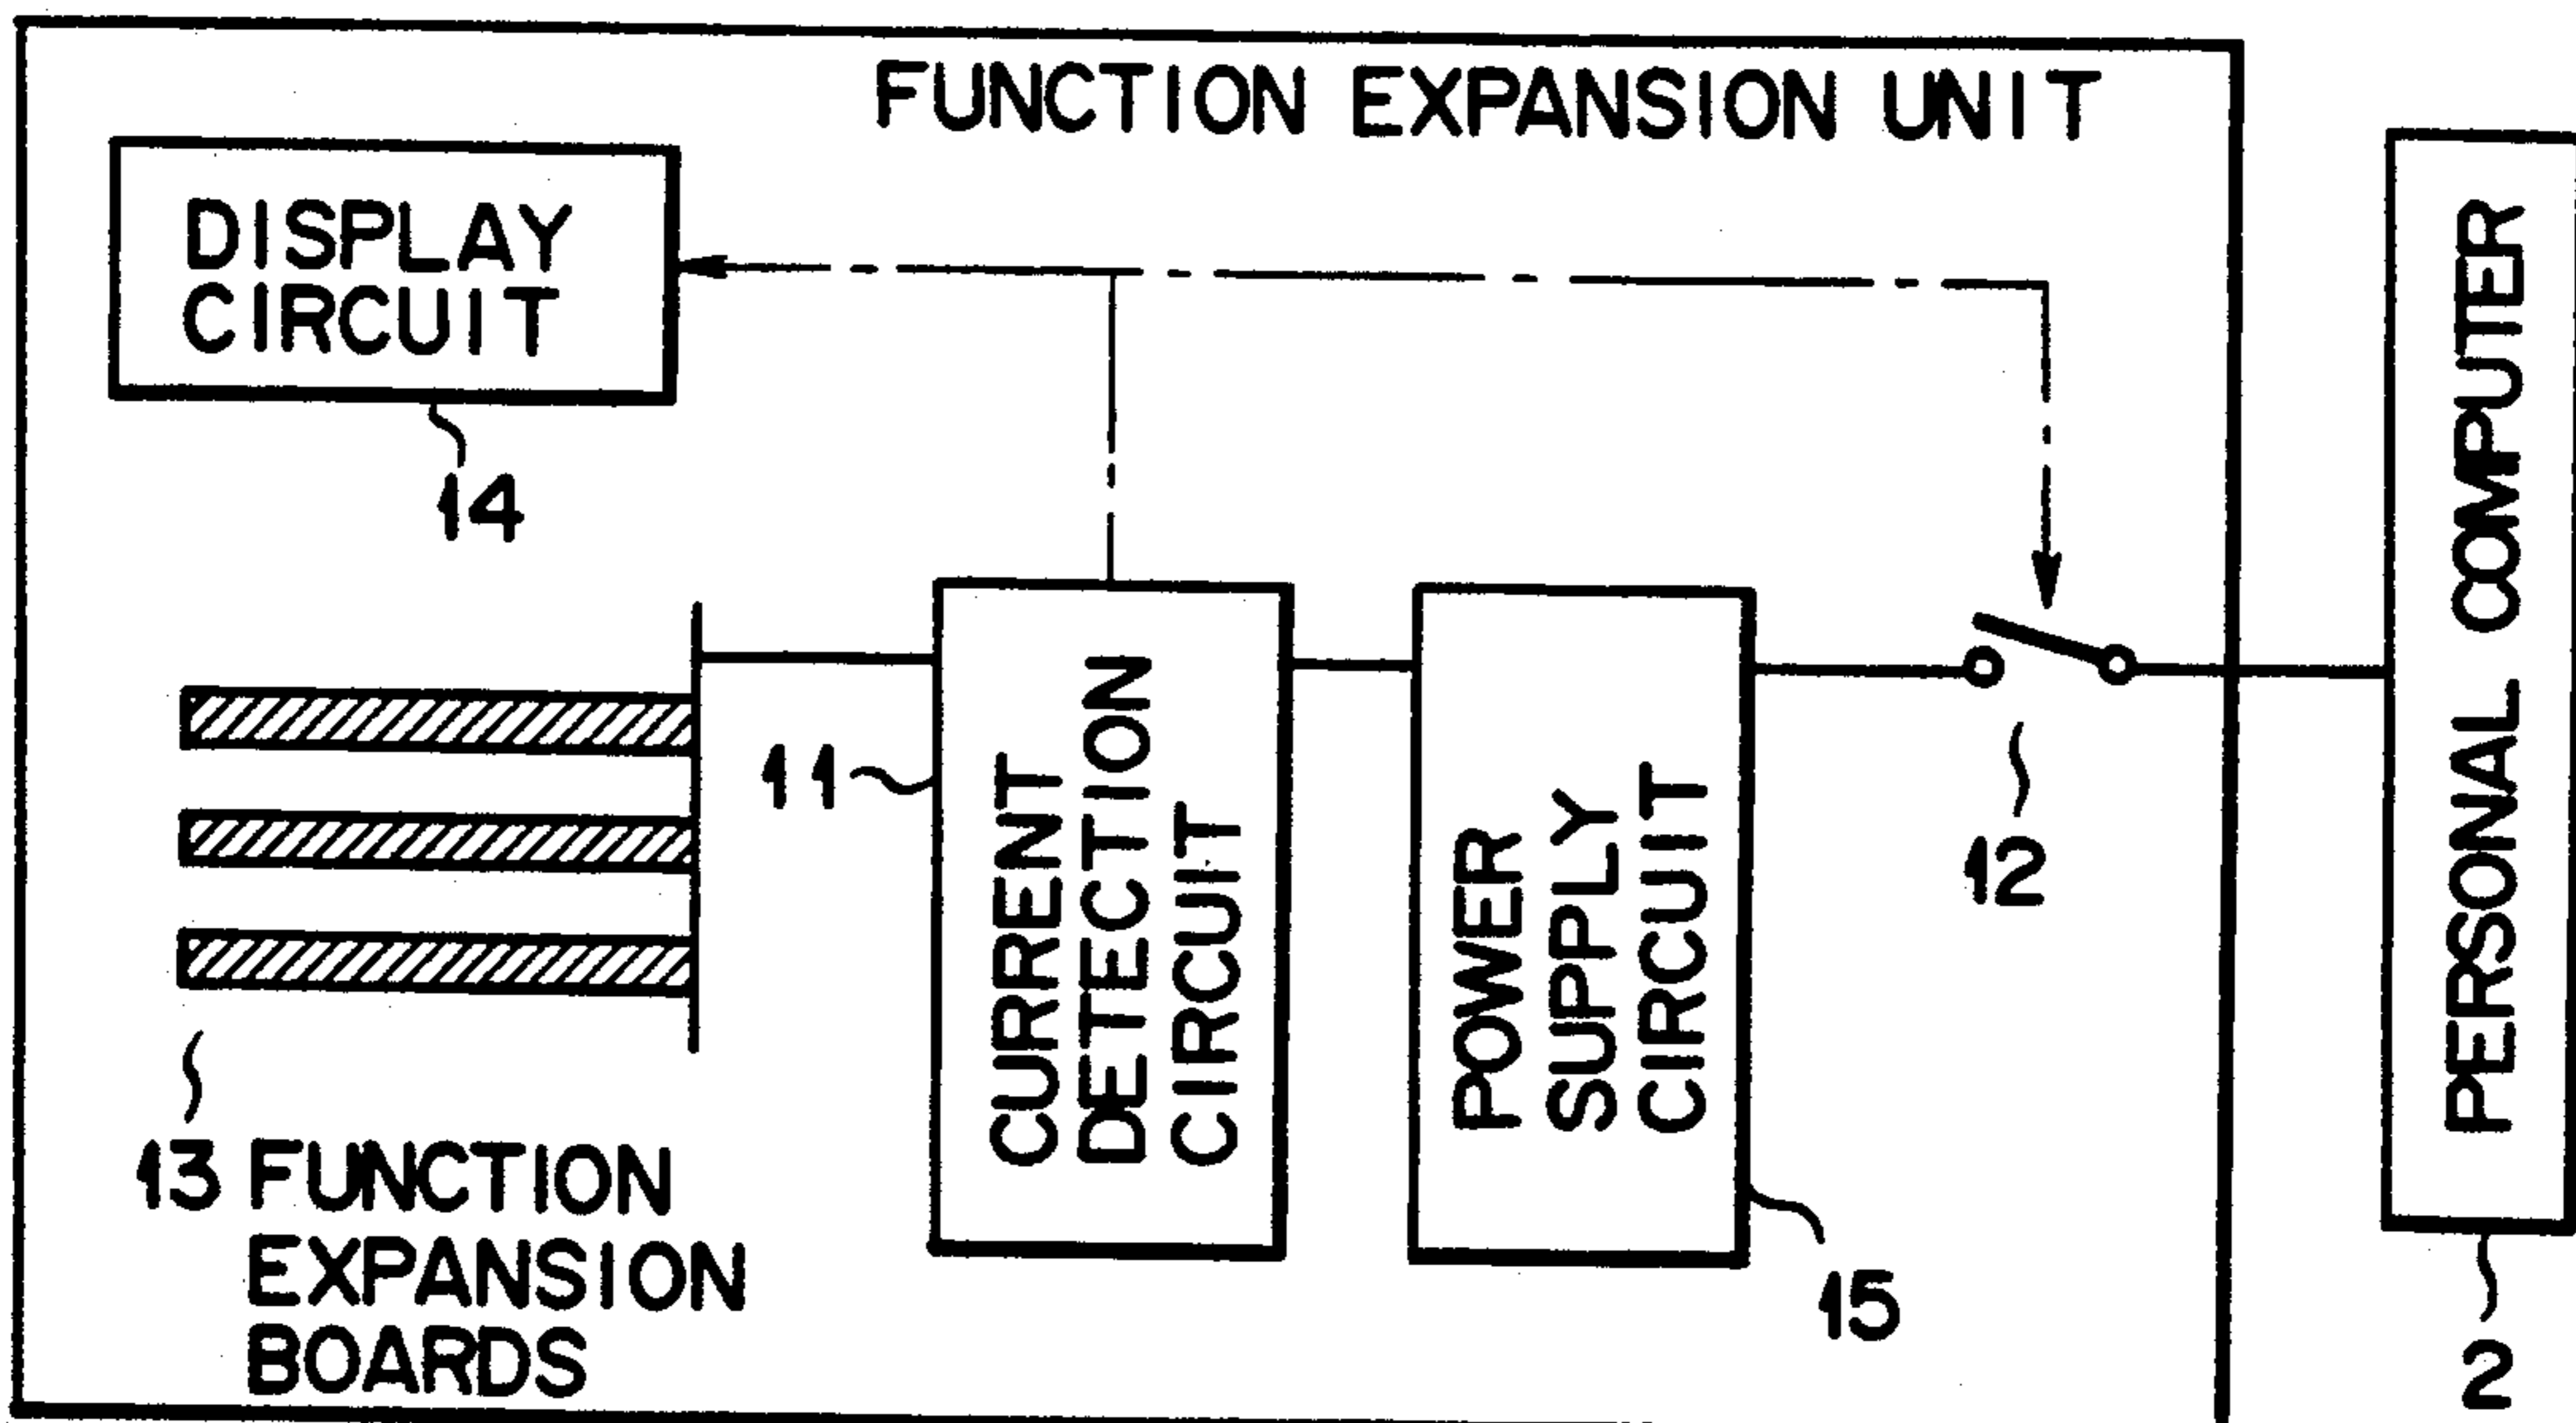 FUNCTION EXPANSION UNIT
DISPLAY
CIRCUIT
14
11
CURRENT
DETECTION
CIRCUIT
POWER
SUPPLY
CIRCUIT
12
PERSONAL COMPUTER
13 FUNCTION
EXPANSION
BOARDS
15
2